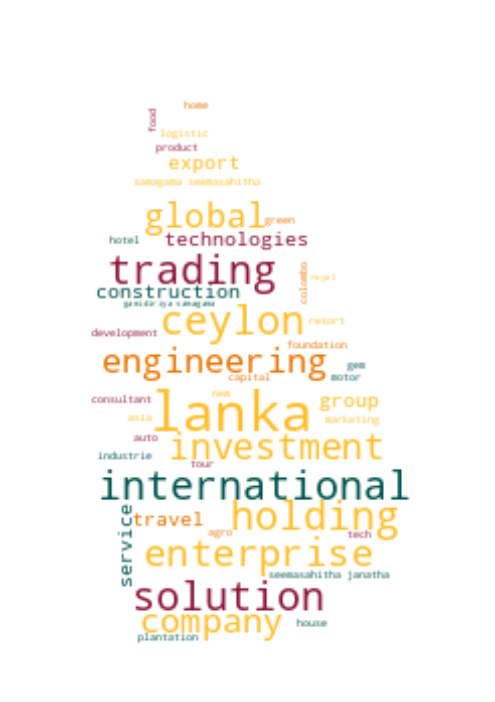 home
food
logistic
product
export
samagama seemasahitha
global
green
hotel
technologies
trading
colombo
royal
construction
ganidiriya samagama
ceylon
resort
development
foundation
engineering
gem
capital
motor
new
consultant
lanka
group
asia
marketing
auto
investment
industrie
tour
international
service
holding
travel
agro
tech
enterprise
seemasahitha janatha
solution
company
house
plantation